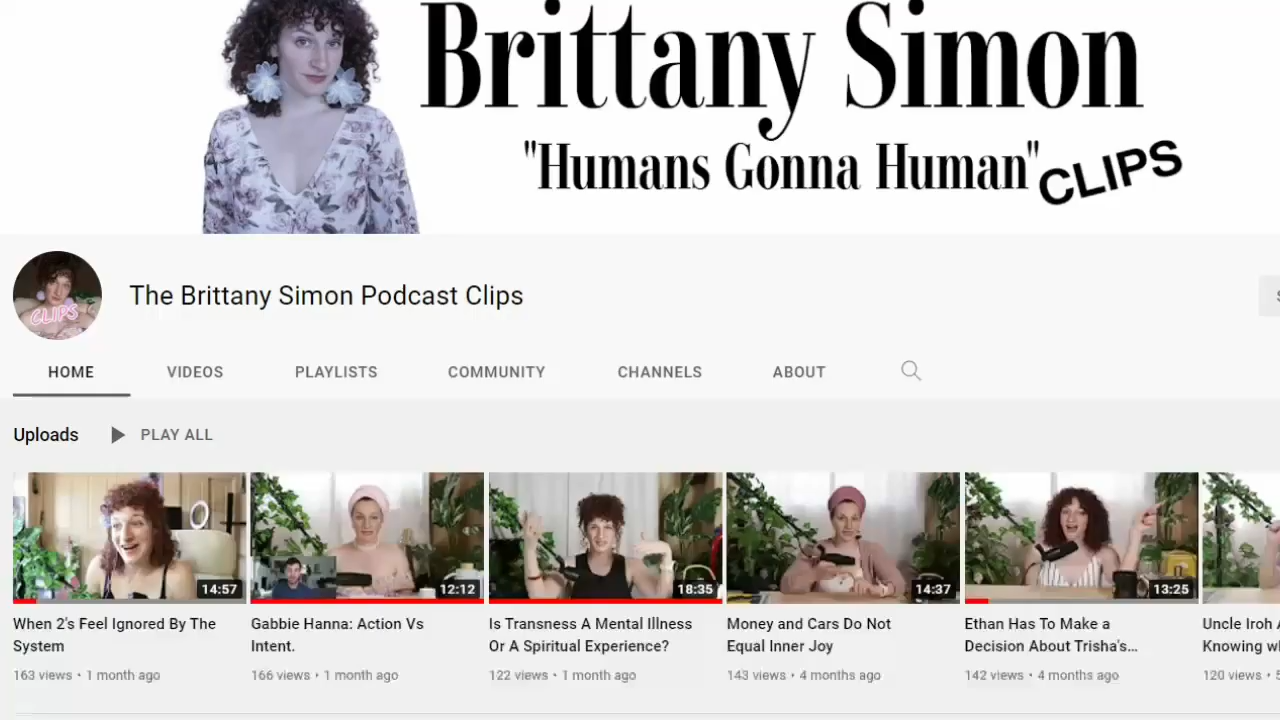 Brittany Simon
"Humans Gonna Human"
CLIPS
CLIPS
The Brittany Simon Podcast Clips
HOME VIDEOS PLAYLISTS COMMUNITY CHANNELS ABOUT
Uploads PLAY ALL
14:57 12:12 18:35 14:37 13:25
When 2's Feel Ignored By The
System
163 views • 1 month ago
Gabbie Hanna: Action Vs
Intent.
166 views • 1 month ago
Is Transness A Mental Illness
Or A Spiritual Experience?
122 views • 1 month ago
Money and Cars Do Not
Equal Inner Joy
143 views • 4 months ago
Ethan Has To Make a
Decision About Trisha's...
142 views • 4 months ago
Uncle Iroh
Knowing
120 views •